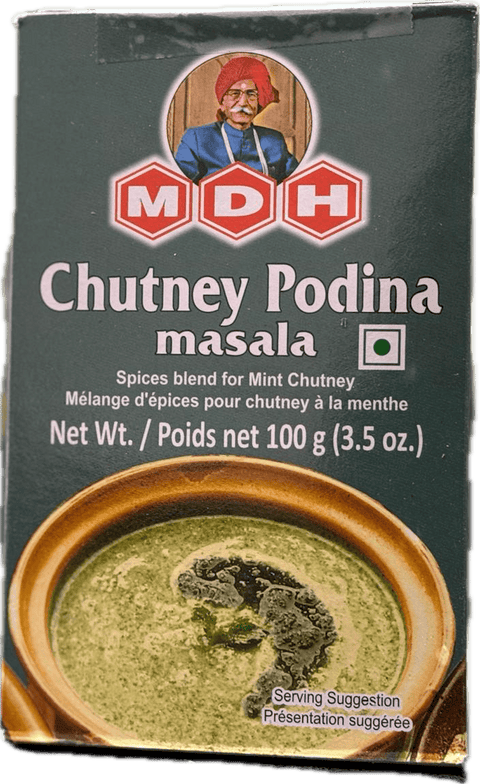 MDH
Chutney Podina
masala
Spices blend for Mint Chutney
Mélange d'épices pour chutney à la menthe
Net Wt. / Poids net 100 g (3.5 oz.)
Serving Suggestion
Présentation suggérée